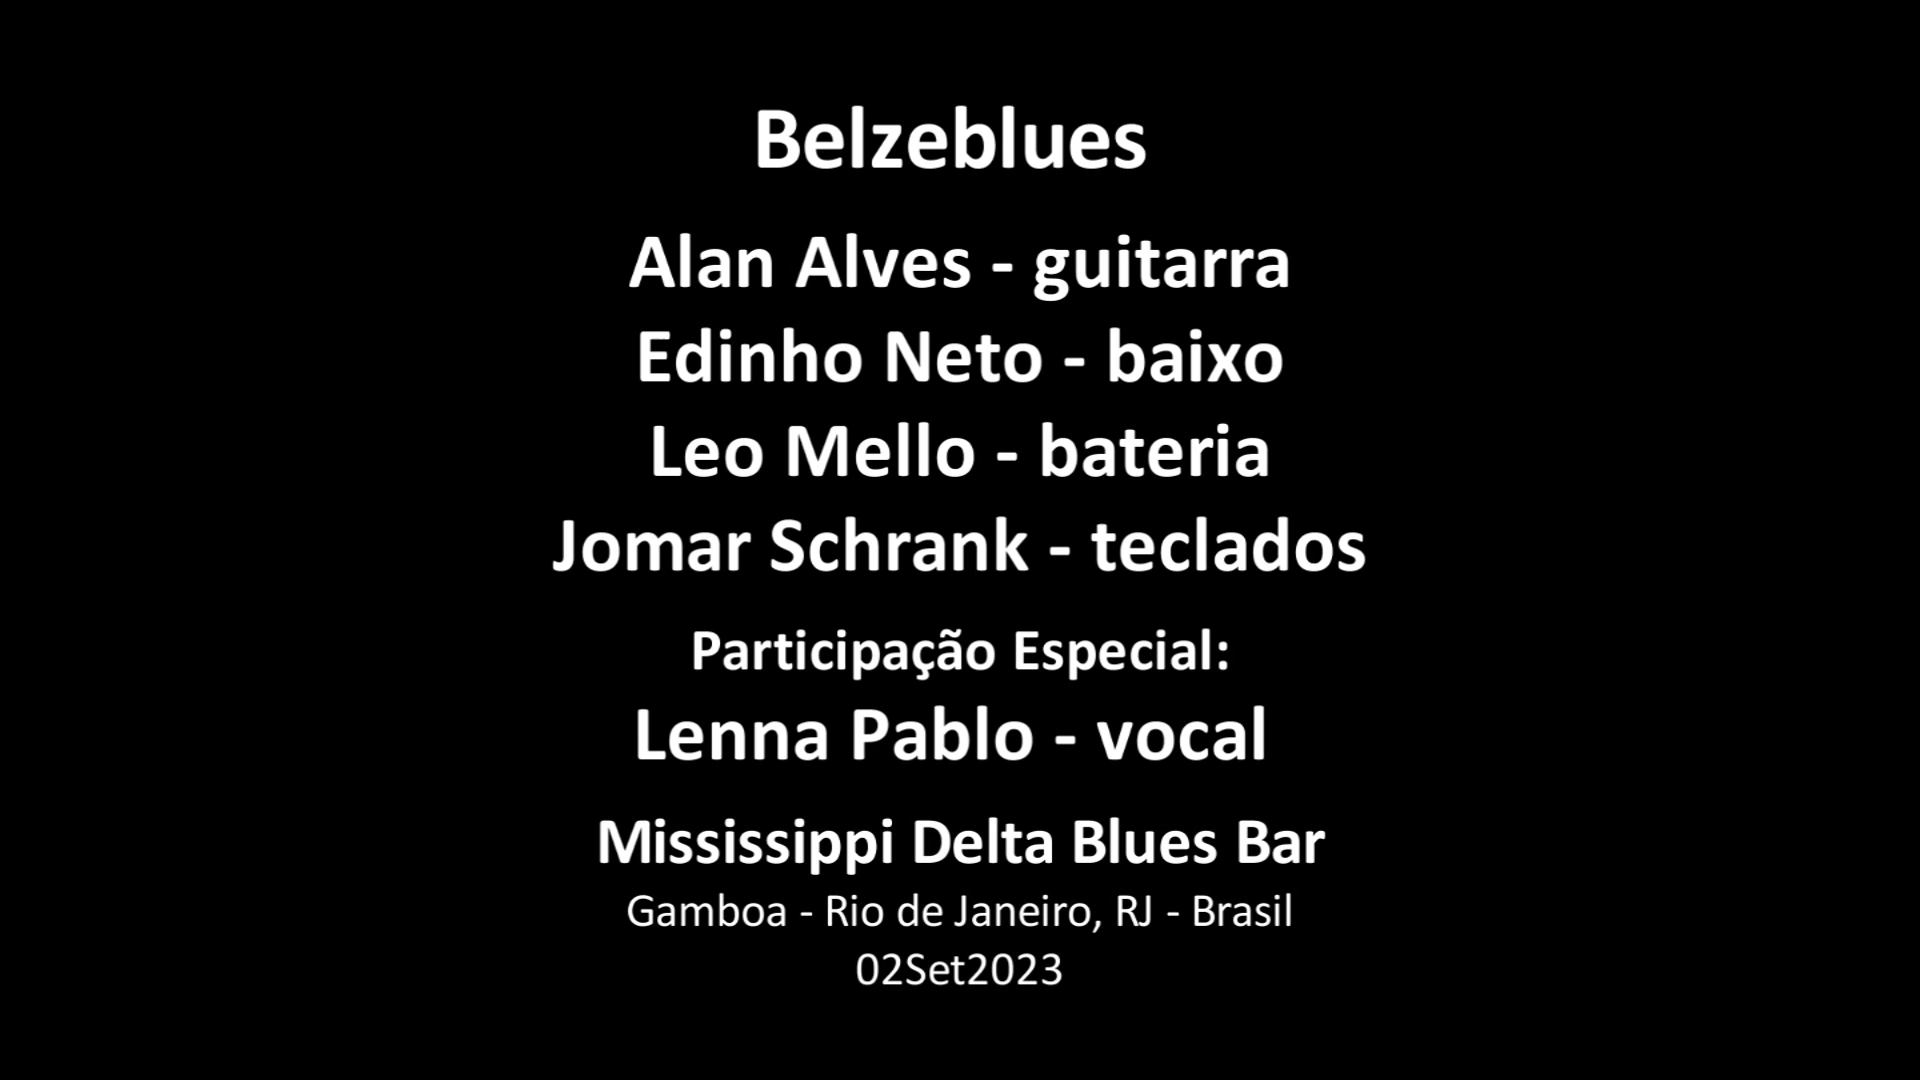 Belzeblues
Alan Alves - guitarra
Edinho Neto - baixo
Leo Mello - bateria
Jomar Schrank - teclados
Participação Especial:
Lenna Pablo - vocal
Mississippi Delta Blues Bar
Gamboa - Rio de Janeiro, RJ - Brasil
02Set2023